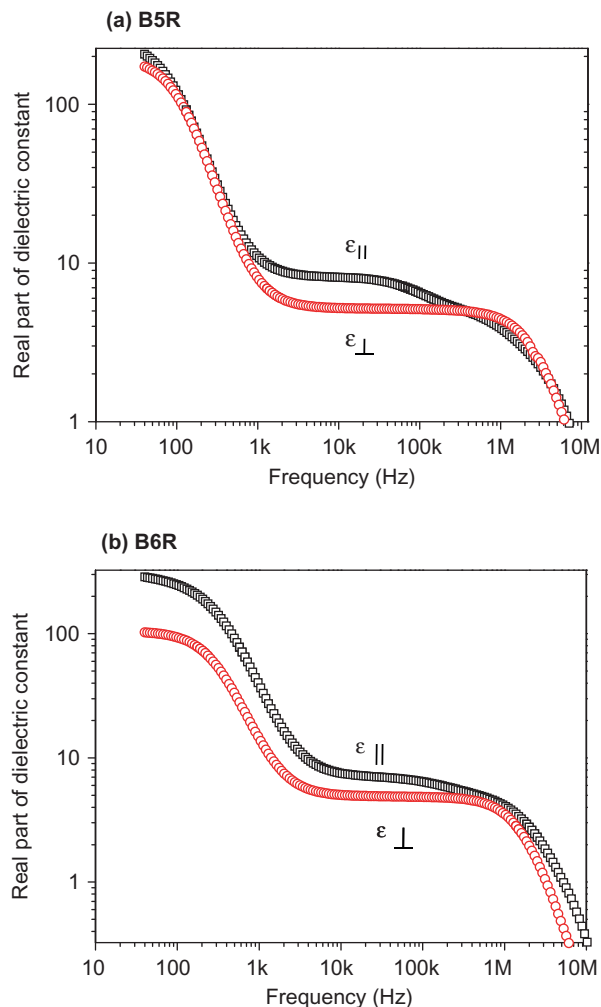 (a) B5R
Real part of dielectric constant
100
10
1
ε||
ε⊥
10 100 1k 10k 100k 1M 10M
Frequency (Hz)
(b) B6R
Real part of dielectric constant
100
10
1
ε ||
ε ⊥
10 100 1k 10k 100k 1M 10M
Frequency (Hz)